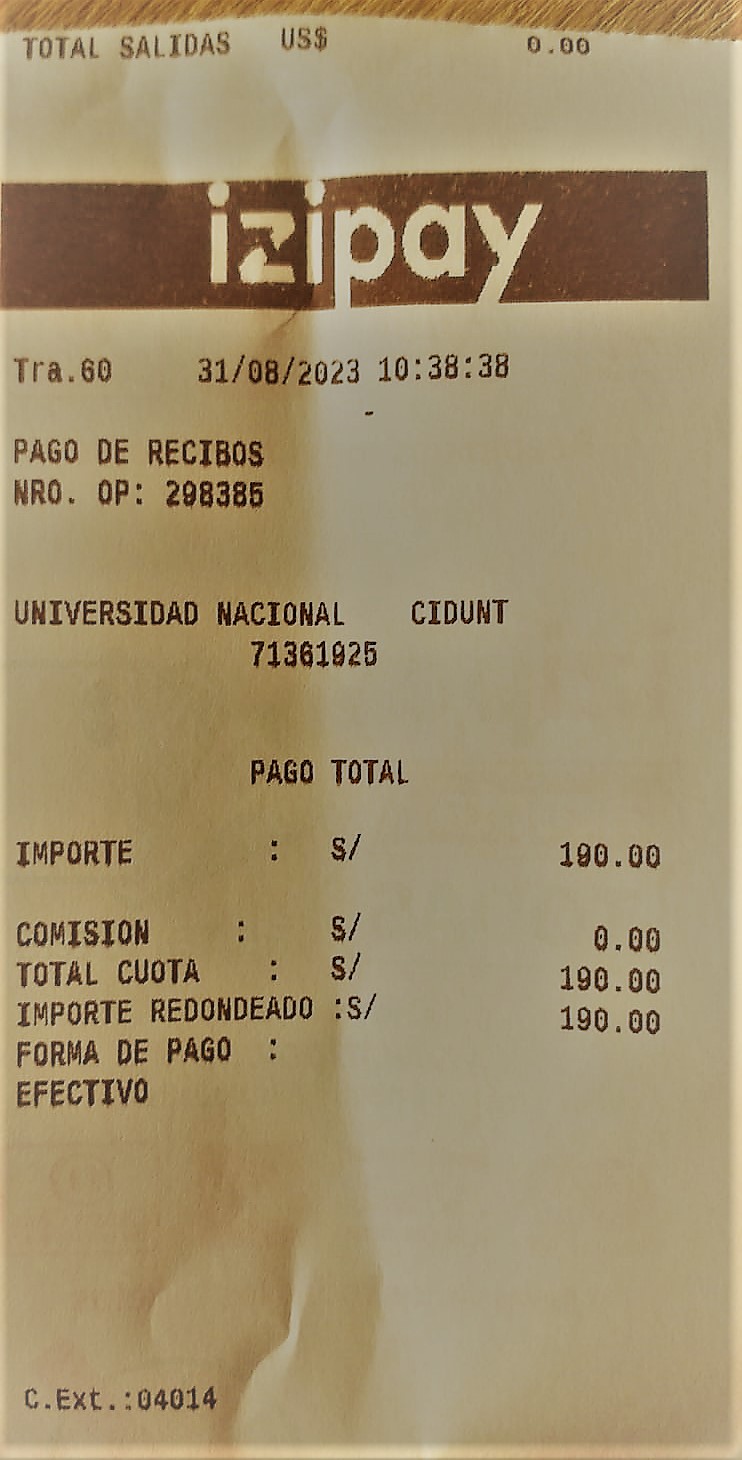 TOTAL SALIDAS US$ 0.00
izipay
Tra.60 31/08/2023 10:38:38
-
PAGO DE RECIBOS
NRO. OP: 298385
UNIVERSIDAD NACIONAL CIDUNT
71361925
PAGO TOTAL
IMPORTE : S/ 190.00
COMISION : S/ 0.00
TOTAL CUOTA : S/ 190.00
IMPORTE REDONDEADO :S/ 190.00
FORMA DE PAGO :
EFECTIVO
C.Ext.:04014